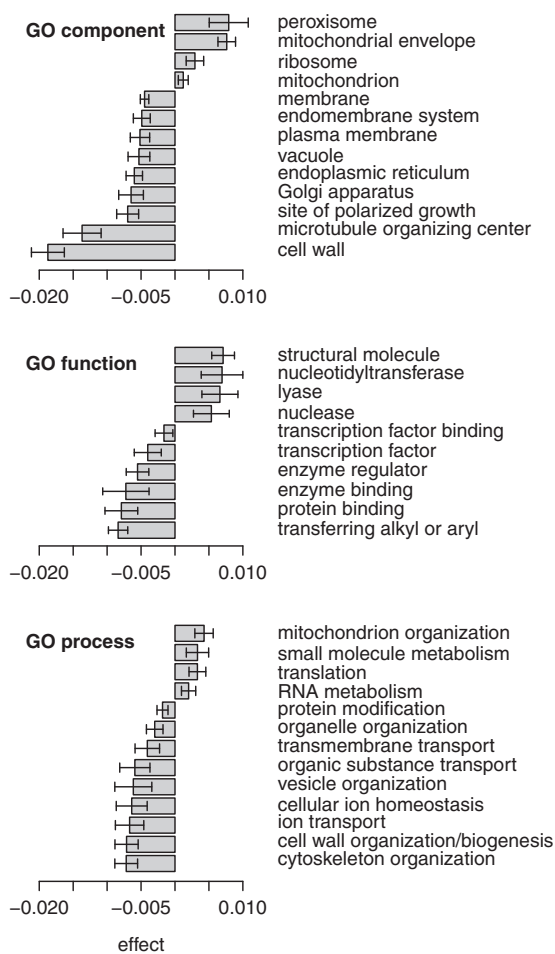 GO component
peroxisome
mitochondrial envelope
ribosome
mitochondrion
membrane
endomembrane system
plasma membrane
vacuole
endoplasmic reticulum
Golgi apparatus
site of polarized growth
microtubule organizing center
cell wall
−0.020 −0.005 0.010
GO function
structural molecule
nucleotidyltransferase
lyase
nuclease
transcription factor binding
transcription factor
enzyme regulator
enzyme binding
protein binding
transferring alkyl or aryl
−0.020 −0.005 0.010
GO process
mitochondrion organization
small molecule metabolism
translation
RNA metabolism
protein modification
organelle organization
transmembrane transport
organic substance transport
vesicle organization
cellular ion homeostasis
ion transport
cell wall organization/biogenesis
cytoskeleton organization
−0.020 −0.005 0.010
effect